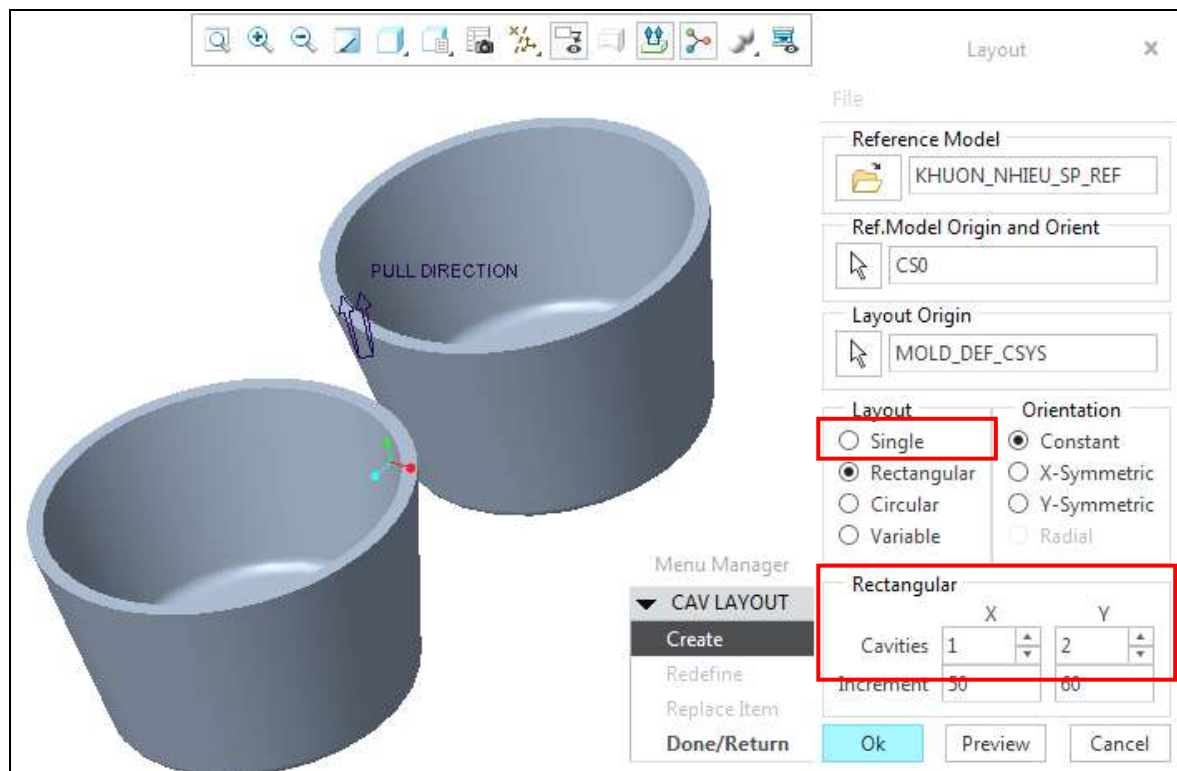 Layout
File
Reference Model
KHUON_NHIEU_SP_REF
Ref.Model Origin and Orient
CS0
Layout Origin
MOLD_DEF_CSYS
Layout
Orientation
Single
Constant
Rectangular
X-Symmetric
Circular
Y-Symmetric
Variable
Radial
Rectangular
X Y
Cavities 1 2
Increment 50 60
Ok Preview Cancel
PULL DIRECTION
Menu Manager
CAV LAYOUT
Create
Redefine
Replace Item
Done/Return